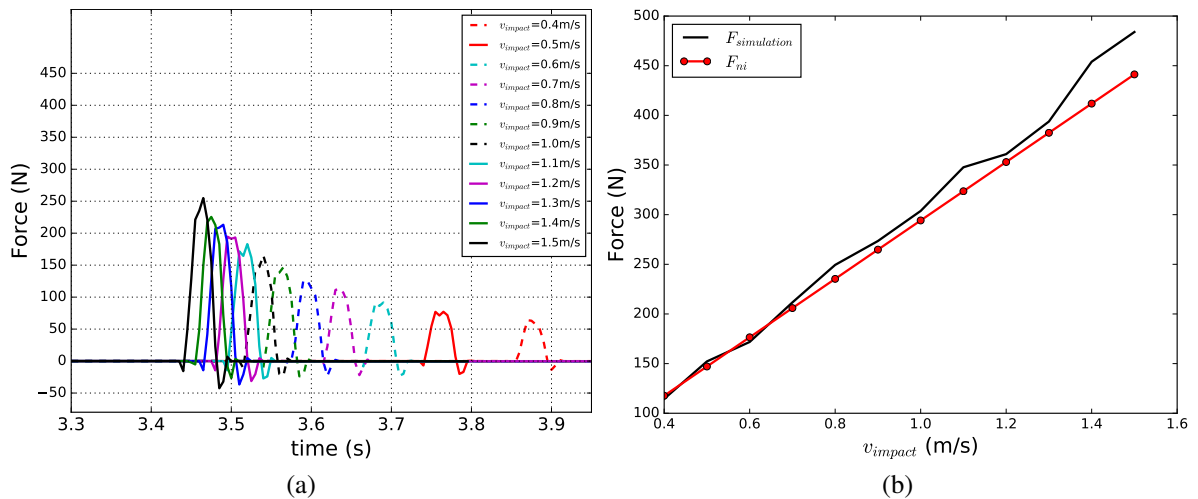 450
400
350
300
250
200
150
100
50
0
−50
Force (N)
3.3 3.4 3.5 3.6 3.7 3.8 3.9
time (s)
v_impact=0.4m/s
v_impact=0.5m/s
v_impact=0.6m/s
v_impact=0.7m/s
v_impact=0.8m/s
v_impact=0.9m/s
v_impact=1.0m/s
v_impact=1.1m/s
v_impact=1.2m/s
v_impact=1.3m/s
v_impact=1.4m/s
v_impact=1.5m/s
(a)
500
450
400
350
300
250
200
150
100
Force (N)
F_simulation
F_ni
0.4 0.6 0.8 1.0 1.2 1.4 1.6
v_impact (m/s)
(b)